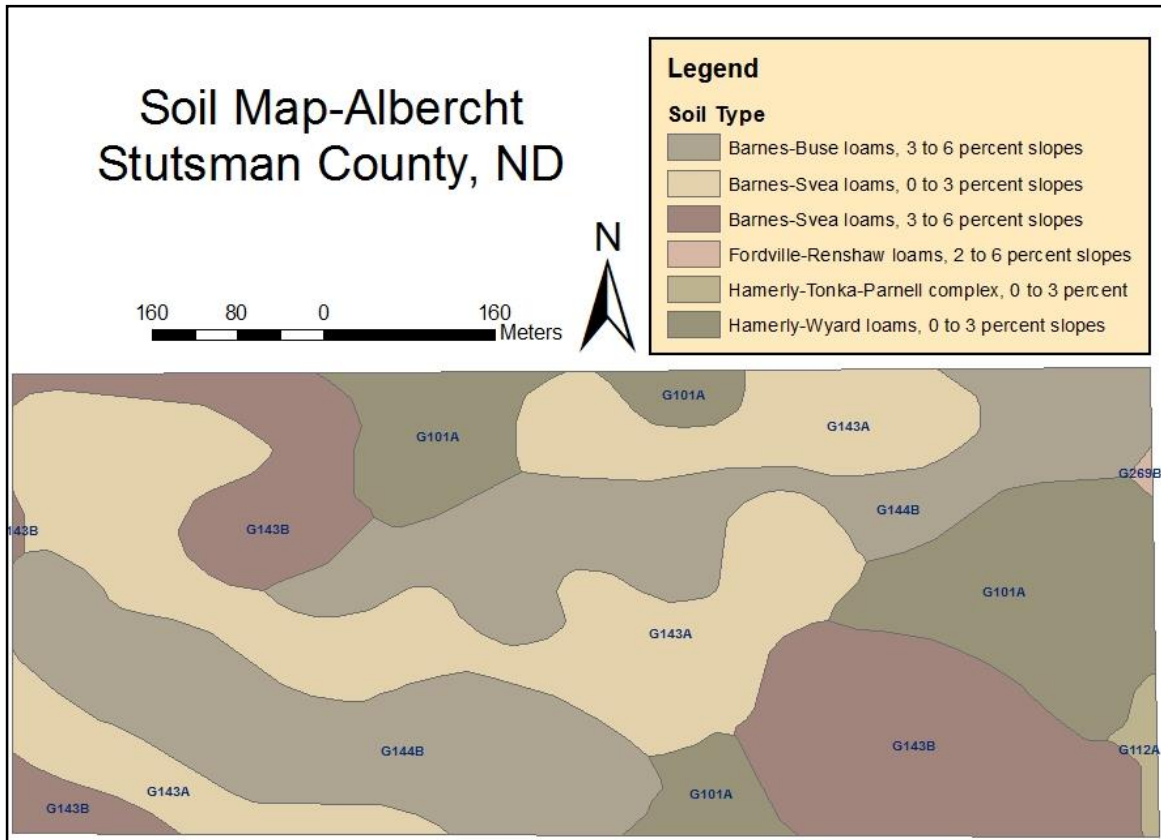 Soil Map-Albercht
Stutsman County, ND
Legend
Soil Type
Barnes-Buse loams, 3 to 6 percent slopes
Barnes-Svea loams, 0 to 3 percent slopes
Barnes-Svea loams, 3 to 6 percent slopes
Fordville-Renshaw loams, 2 to 6 percent slopes
Hamerly-Tonka-Parnell complex, 0 to 3 percent
Hamerly-Wyard loams, 0 to 3 percent slopes
N
160 80 0 160
Meters
G101A
G101A
G143A
G269B
G143B
G143B
G144B
G101A
G143A
G144B
G143B
G112A
G143A
G101A
G143B